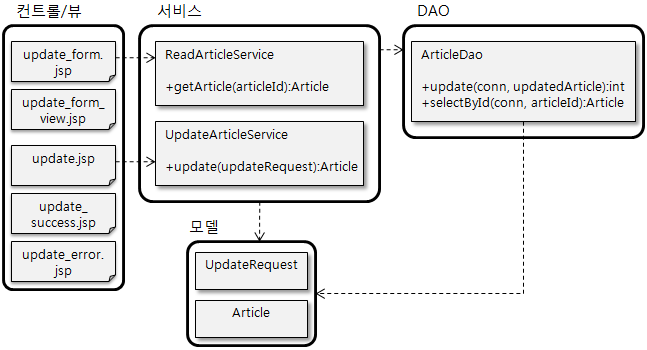 컨트롤/뷰
update_form.
jsp
update_form_
view.jsp
update.jsp
update_
success.jsp
update_error.
jsp
서비스
ReadArticleService
+getArticle(articleId):Article
UpdateArticleService
+update(updateRequest):Article
DAO
ArticleDao
+update(conn, updatedArticle):int
+selectById(conn, articleId):Article
모델
UpdateRequest
Article